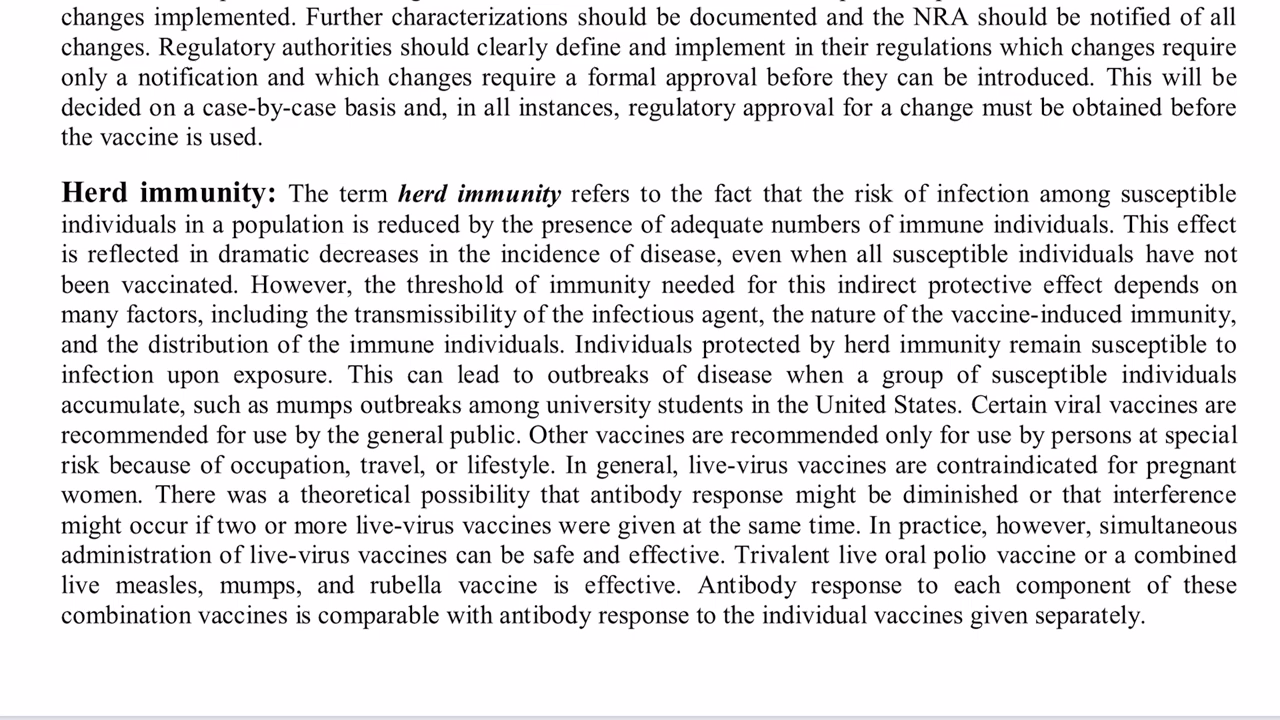 changes implemented. Further characterizations should be documented and the NRA should be notified of all
changes. Regulatory authorities should clearly define and implement in their regulations which changes require
only a notification and which changes require a formal approval before they can be introduced. This will be
decided on a case-by-case basis and, in all instances, regulatory approval for a change must be obtained before
the vaccine is used.
Herd immunity: The term herd immunity refers to the fact that the risk of infection among susceptible
individuals in a population is reduced by the presence of adequate numbers of immune individuals. This effect
is reflected in dramatic decreases in the incidence of disease, even when all susceptible individuals have not
been vaccinated. However, the threshold of immunity needed for this indirect protective effect depends on
many factors, including the transmissibility of the infectious agent, the nature of the vaccine-induced immunity,
and the distribution of the immune individuals. Individuals protected by herd immunity remain susceptible to
infection upon exposure. This can lead to outbreaks of disease when a group of susceptible individuals
accumulate, such as mumps outbreaks among university students in the United States. Certain viral vaccines are
recommended for use by the general public. Other vaccines are recommended only for use by persons at special
risk because of occupation, travel, or lifestyle. In general, live-virus vaccines are contraindicated for pregnant
women. There was a theoretical possibility that antibody response might be diminished or that interference
might occur if two or more live-virus vaccines were given at the same time. In practice, however, simultaneous
administration of live-virus vaccines can be safe and effective. Trivalent live oral polio vaccine or a combined
live measles, mumps, and rubella vaccine is effective. Antibody response to each component of these
combination vaccines is comparable with antibody response to the individual vaccines given separately.